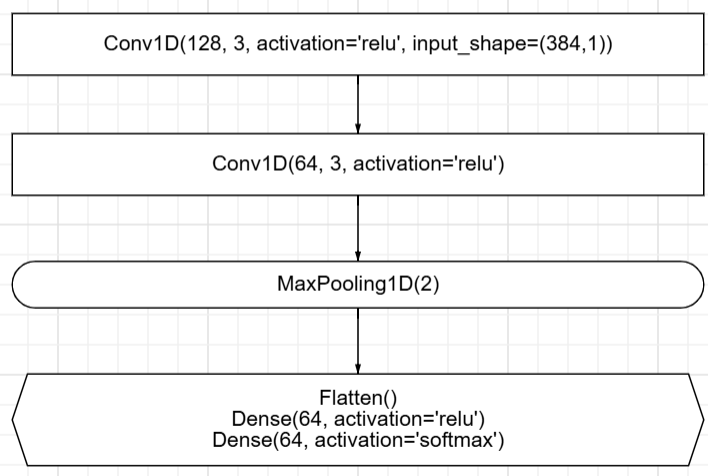 Conv1D(128, 3, activation='relu', input_shape=(384,1))
Conv1D(64, 3, activation='relu')
MaxPooling1D(2)
Flatten()
Dense(64, activation='relu')
Dense(64, activation='softmax')